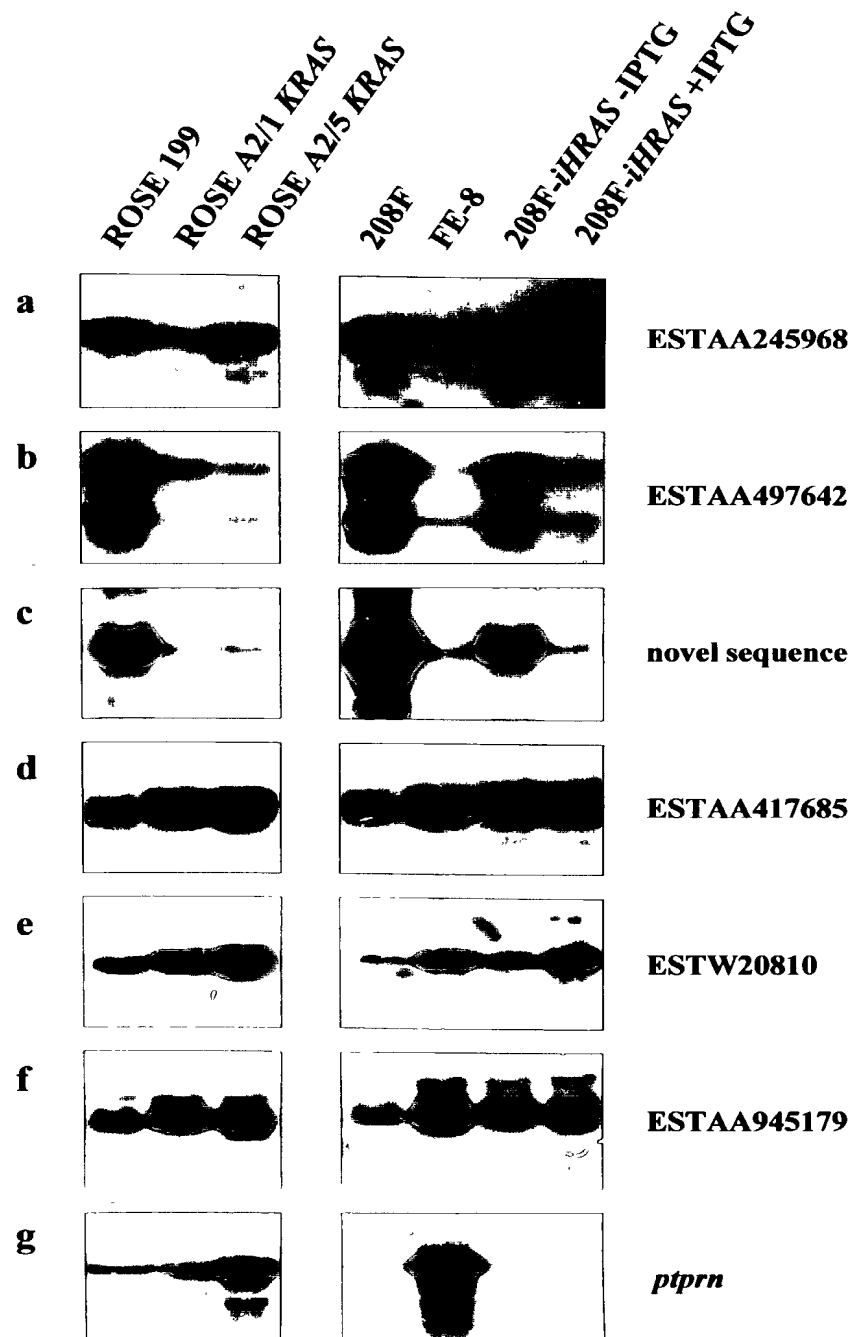 ROSE 199
ROSE A2/1 KRAS
ROSE A2/5 KRAS
208F
FE-8
208F-iHRAS -IPTG
208F-iHRAS +IPTG
a
ESTAA245968
b
ESTAA497642
c
novel sequence
d
ESTAA417685
e
ESTW20810
f
ESTAA945179
g
ptprn